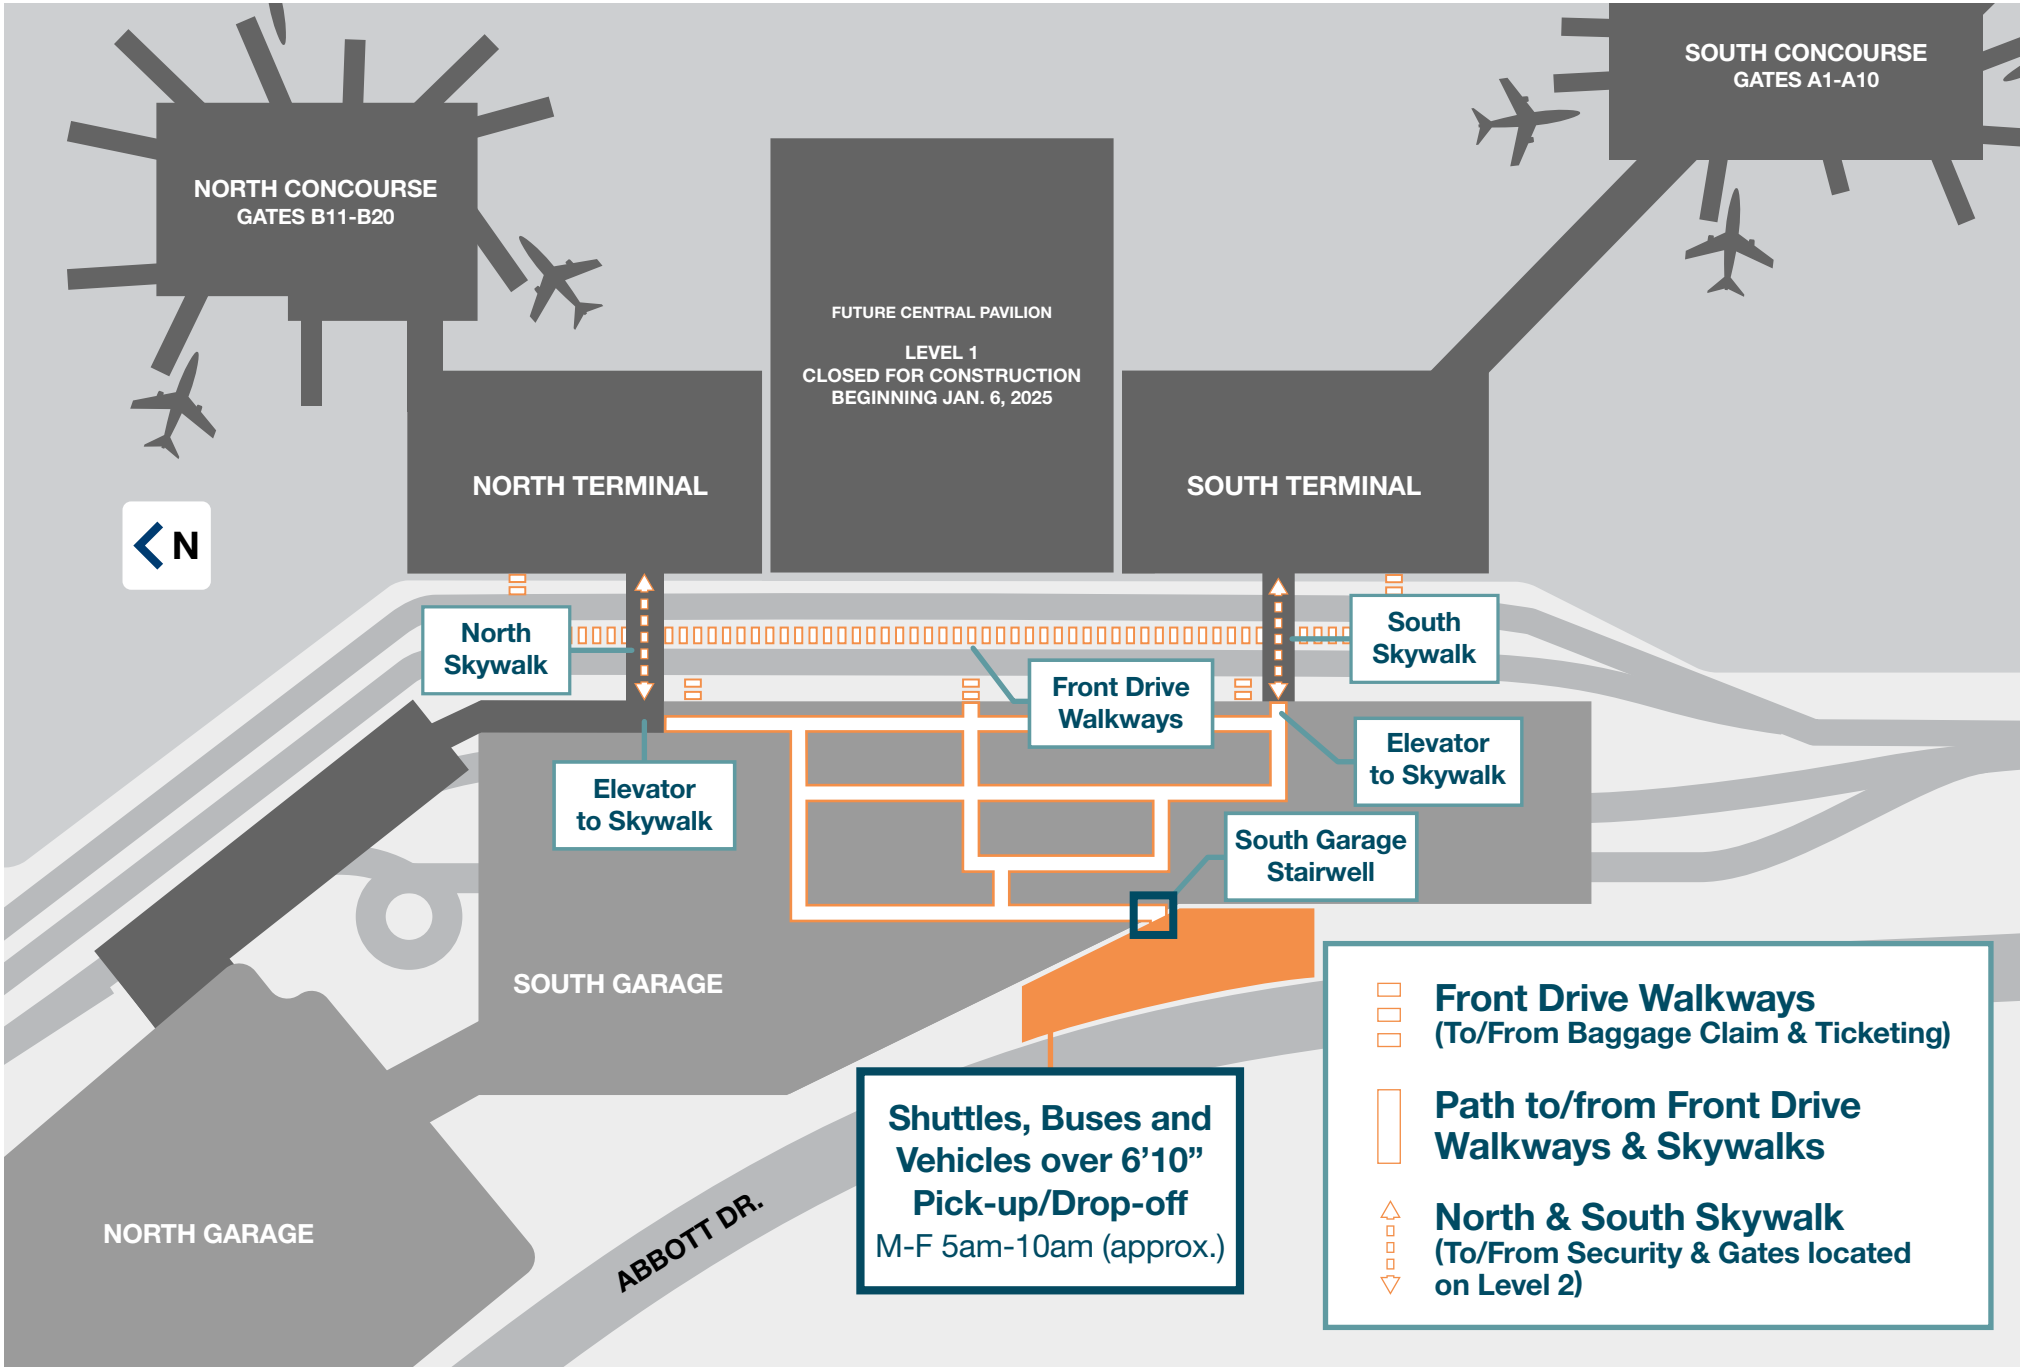 SOUTH CONCOURSE
GATES A1-A10
NORTH CONCOURSE
GATES B11-B20
FUTURE CENTRAL PAVILION
LEVEL 1
CLOSED FOR CONSTRUCTION
BEGINNING JAN. 6, 2025
NORTH TERMINAL
SOUTH TERMINAL
N
North
Skywalk
South
Skywalk
Front Drive
Walkways
Elevator
to Skywalk
Elevator
to Skywalk
South Garage
Stairwell
SOUTH GARAGE
NORTH GARAGE
ABBOTT DR.
Shuttles, Buses and
Vehicles over 6’10”
Pick-up/Drop-off
M-F 5am-10am (approx.)
Front Drive Walkways
(To/From Baggage Claim & Ticketing)
Path to/from Front Drive
Walkways & Skywalks
North & South Skywalk
(To/From Security & Gates located
on Level 2)